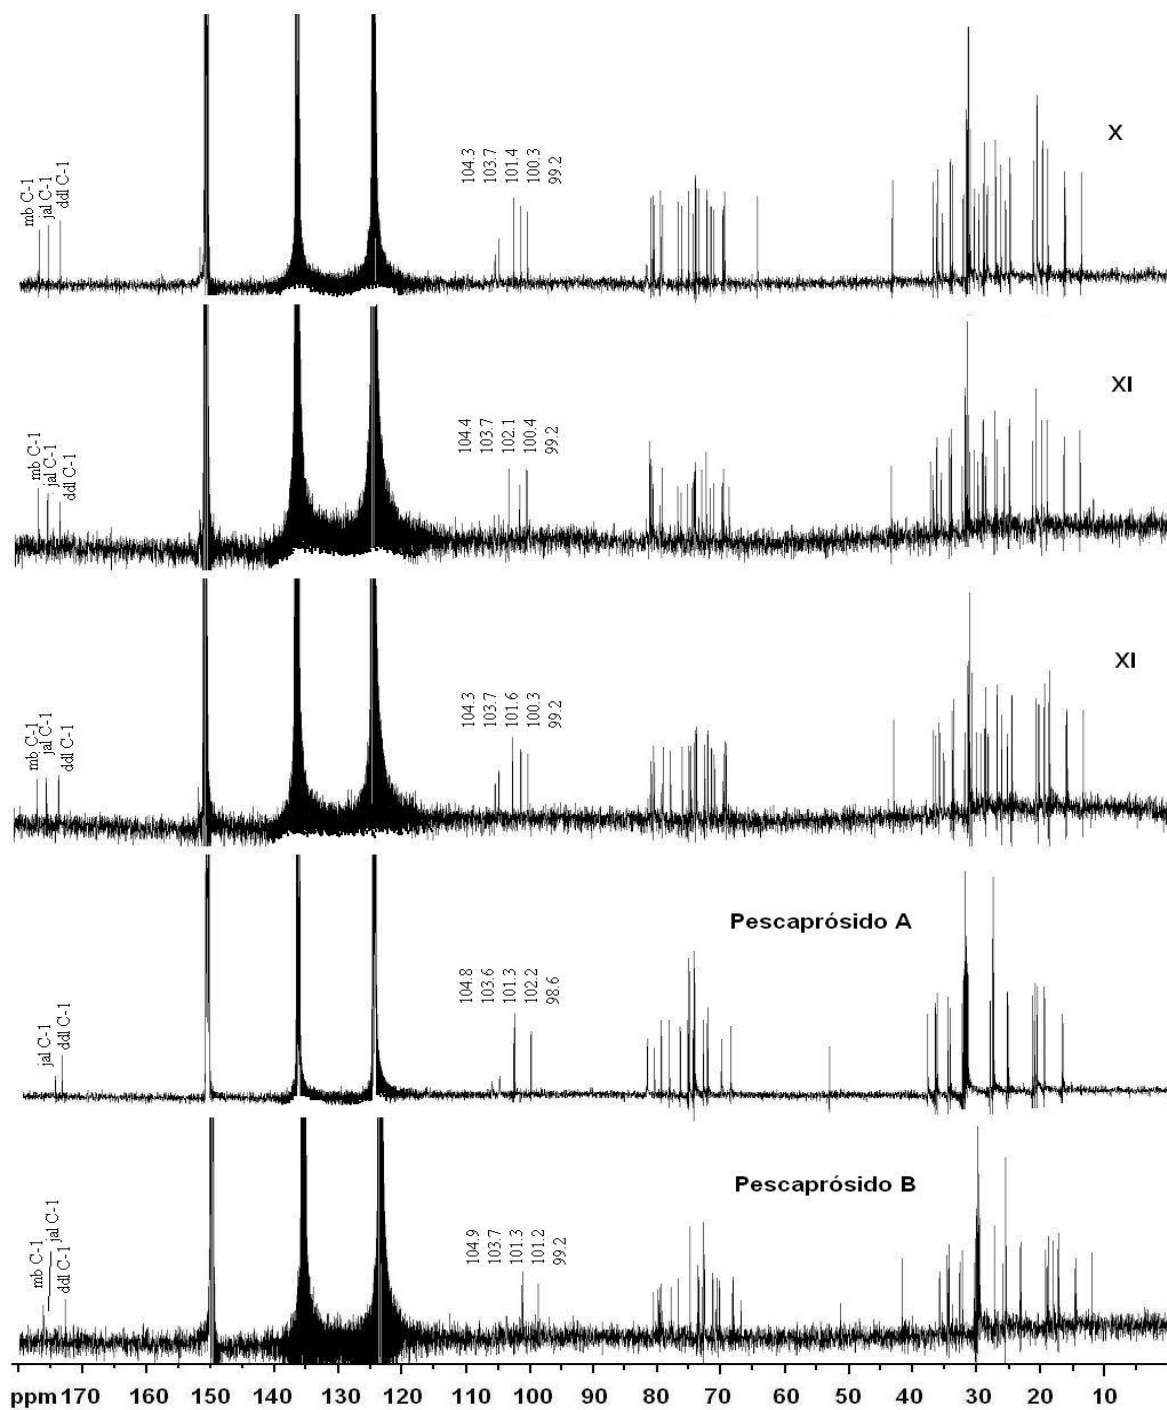 X
104.3
103.7
101.4
100.3
99.2
mb C-1
jal C-1
ddl C-1
XI
104.4
103.7
102.1
100.4
99.2
mb C-1
jal C-1
ddl C-1
XI
104.3
103.7
101.6
100.3
99.2
mb C-1
jal C-1
ddl C-1
Pescaprósido A
104.8
103.6
101.3
102.2
98.6
jal C-1
ddl C-1
Pescaprósido B
104.9
103.7
101.3
101.2
99.2
mb C-1
jal C-1
ddl C-1
ppm 170 160 150 140 130 120 110 100 90 80 70 60 50 40 30 20 10